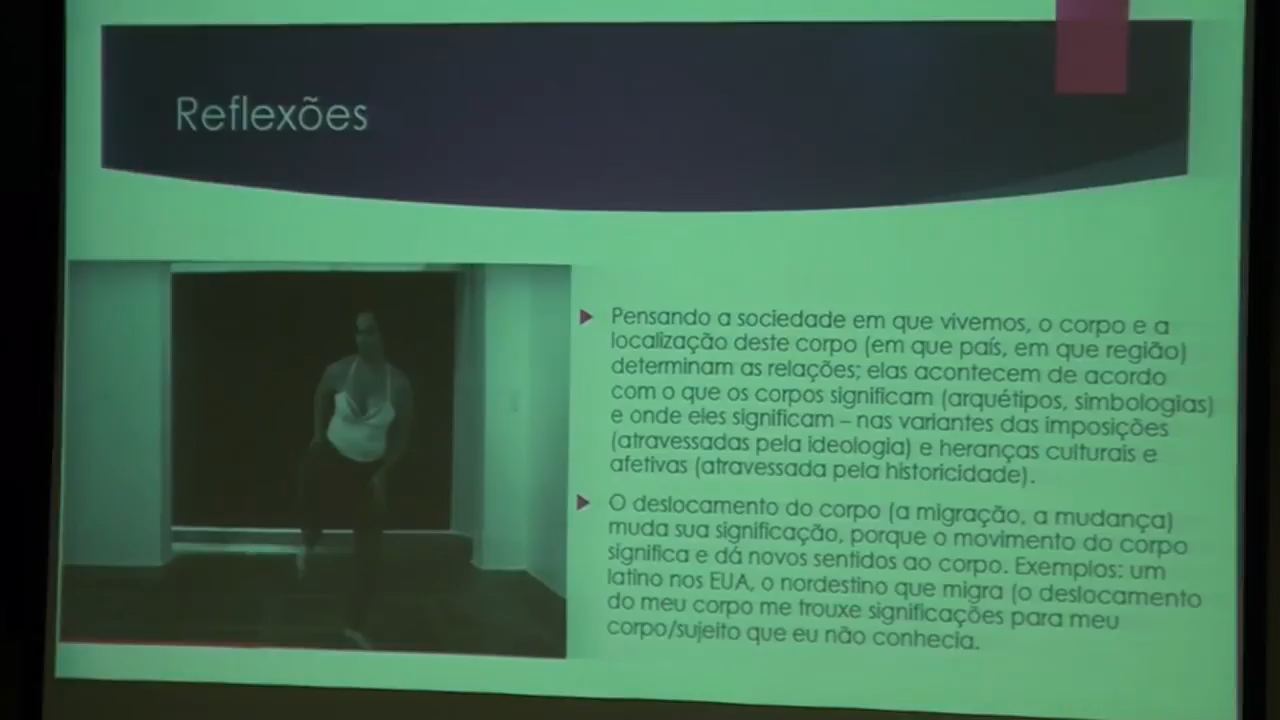 Reflexões
Pensando a sociedade em que vivemos, o corpo e a
localização deste corpo (em que país, em que região)
determinam as relações; elas acontecem de acordo
com o que os corpos significam (arquétipos, simbologias)
e onde eles significam – nas variantes das imposições
(atravessadas pela ideologia) e heranças culturais e
afetivas (atravessada pela historicidade).
O deslocamento do corpo (a migração, a mudança)
muda sua significação, porque o movimento do corpo
significa e dá novos sentidos ao corpo. Exemplos: um
latino nos EUA, o nordestino que migra (o deslocamento
do meu corpo me trouxe significações para meu
corpo/sujeito que eu não conhecia.